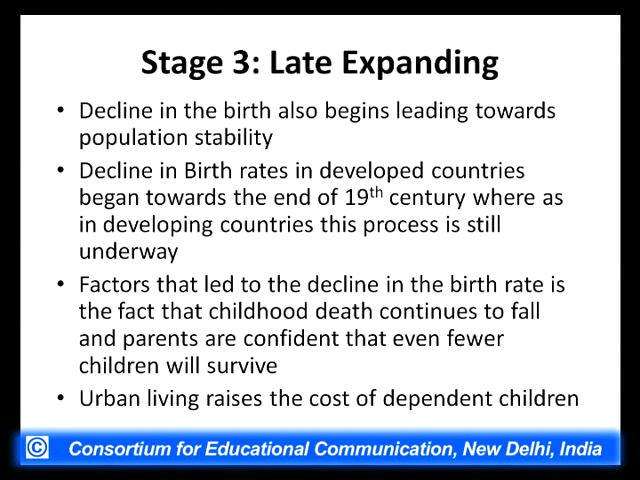 Stage 3: Late Expanding
• Decline in the birth also begins leading towards
population stability
• Decline in Birth rates in developed countries
began towards the end of 19th century where as
in developing countries this process is still
underway
• Factors that led to the decline in the birth rate is
the fact that childhood death continues to fall
and parents are confident that even fewer
children will survive
• Urban living raises the cost of dependent children
© Consortium for Educational Communication, New Delhi, India